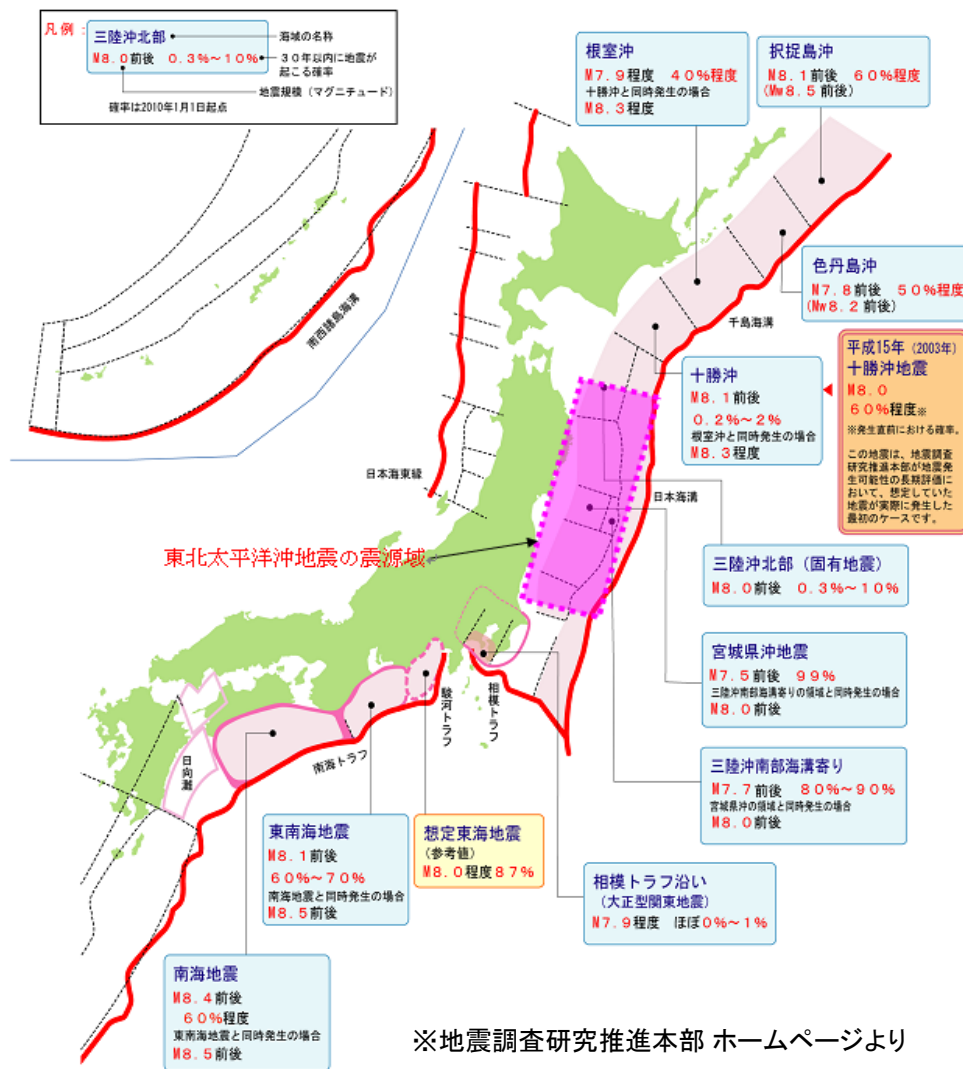 凡例：
三陸沖北部
M8.0前後 0.3%～10%
海域の名称
30年以内に地震が
起こる確率
地震規模（マグニチュード）
確率は2010年1月1日起点
根室沖
M7.9程度 40%程度
十勝沖と同時発生の場合
M8.3程度
択捉島沖
M8.1前後 60%程度
(Mw8.5前後)
色丹島沖
M7.8前後 50%程度
(Mw8.2前後)
南西諸島海溝
千島海溝
平成15年（2003年）
十勝沖地震
M8.0
60%程度※
※発生直前における確率。
この地震は、地震調査
研究推進本部が地震発
生可能性の長期評価に
おいて、想定していた
地震が実際に発生した
最初のケースです。
十勝沖
M8.1前後
0.2%～2%
根室沖と同時発生の場合
M8.3程度
日本海東縁
日本海溝
東北太平洋沖地震の震源域
三陸沖北部（固有地震）
M8.0前後 0.3%～10%
宮城県沖地震
M7.5前後 99%
三陸沖南部海溝寄りの領域と同時発生の場合
M8.0前後
三陸沖南部海溝寄り
M7.7前後 80%～90%
宮城県沖の領域と同時発生の場合
M8.0前後
駿河トラフ
相模トラフ
南海トラフ
日向灘
東南海地震
M8.1前後
60%～70%
南海地震と同時発生の場合
M8.5前後
想定東海地震
（参考値）
M8.0程度87%
相模トラフ沿い
（大正型関東地震）
M7.9程度 ほぼ0%～1%
南海地震
M8.4前後
60%程度
東南海地震と同時発生の場合
M8.5前後
※地震調査研究推進本部 ホームページより